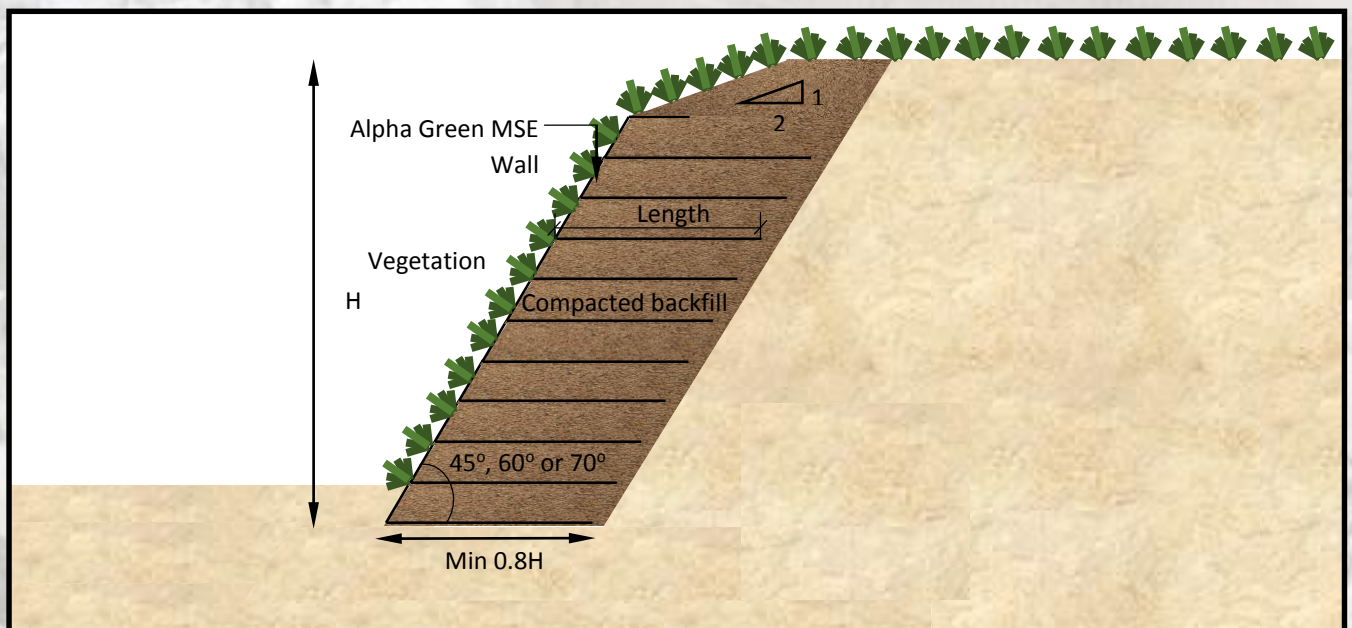 1
2
Alpha Green MSE
Wall
Length
Vegetation
H
Compacted backfill
45°, 60° or 70°
Min 0.8H